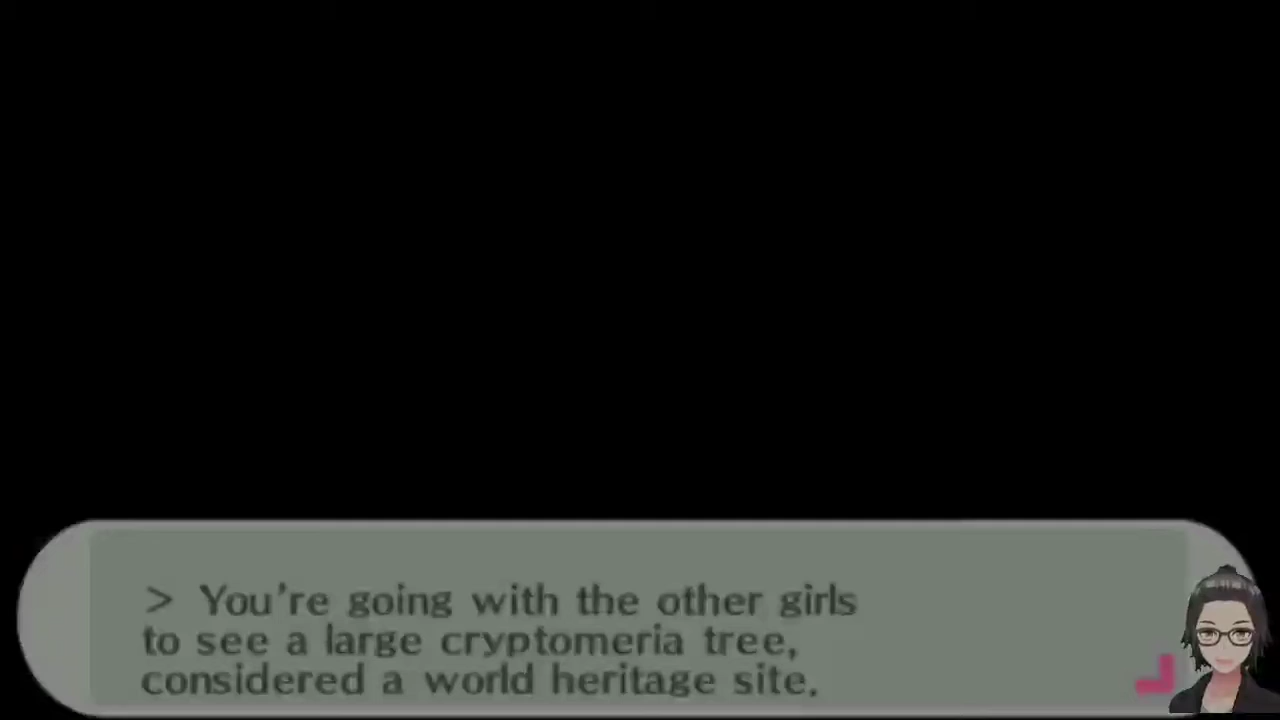 > You're going with the other girls
to see a large cryptomeria tree,
considered a world heritage site.